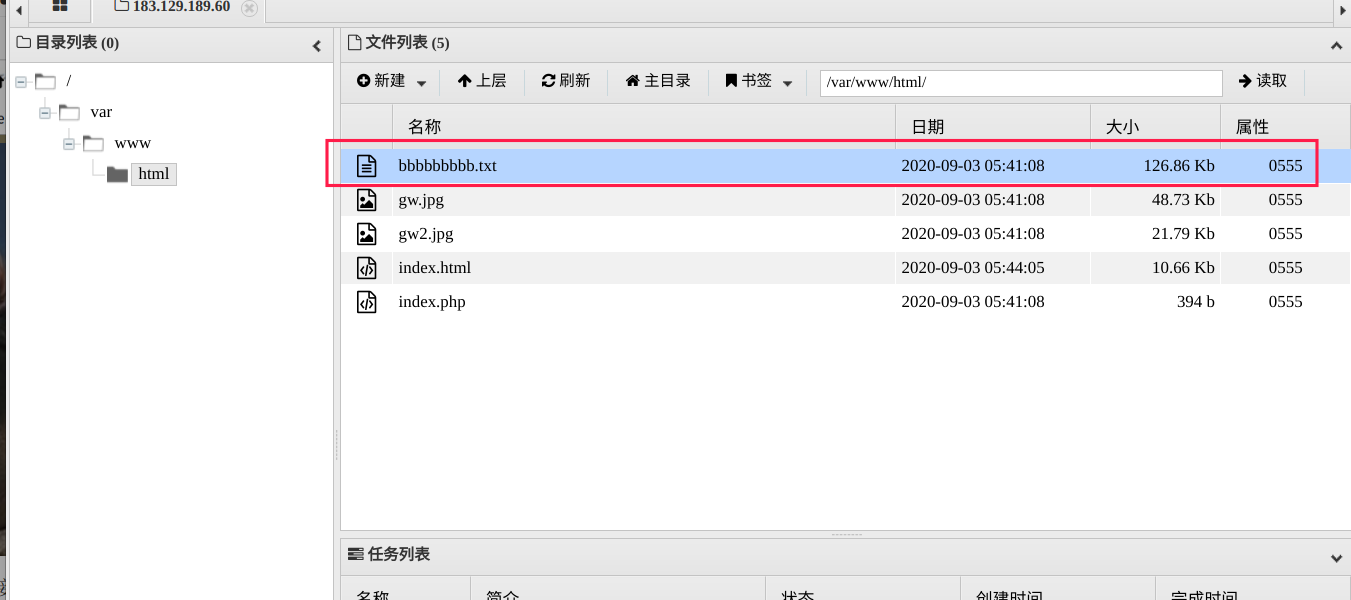 183.129.189.60
目录列表 (0)
文件列表 (5)
新建 上层 刷新 主目录 书签 /var/www/html/ 读取
/
var
www
html
名称 日期 大小 属性
bbbbbbbbb.txt 2020-09-03 05:41:08 126.86 Kb 0555
gw.jpg 2020-09-03 05:41:08 48.73 Kb 0555
gw2.jpg 2020-09-03 05:41:08 21.79 Kb 0555
index.html 2020-09-03 05:44:05 10.66 Kb 0555
index.php 2020-09-03 05:41:08 394 b 0555
任务列表
名称 简介 状态 创建时间 完成时间